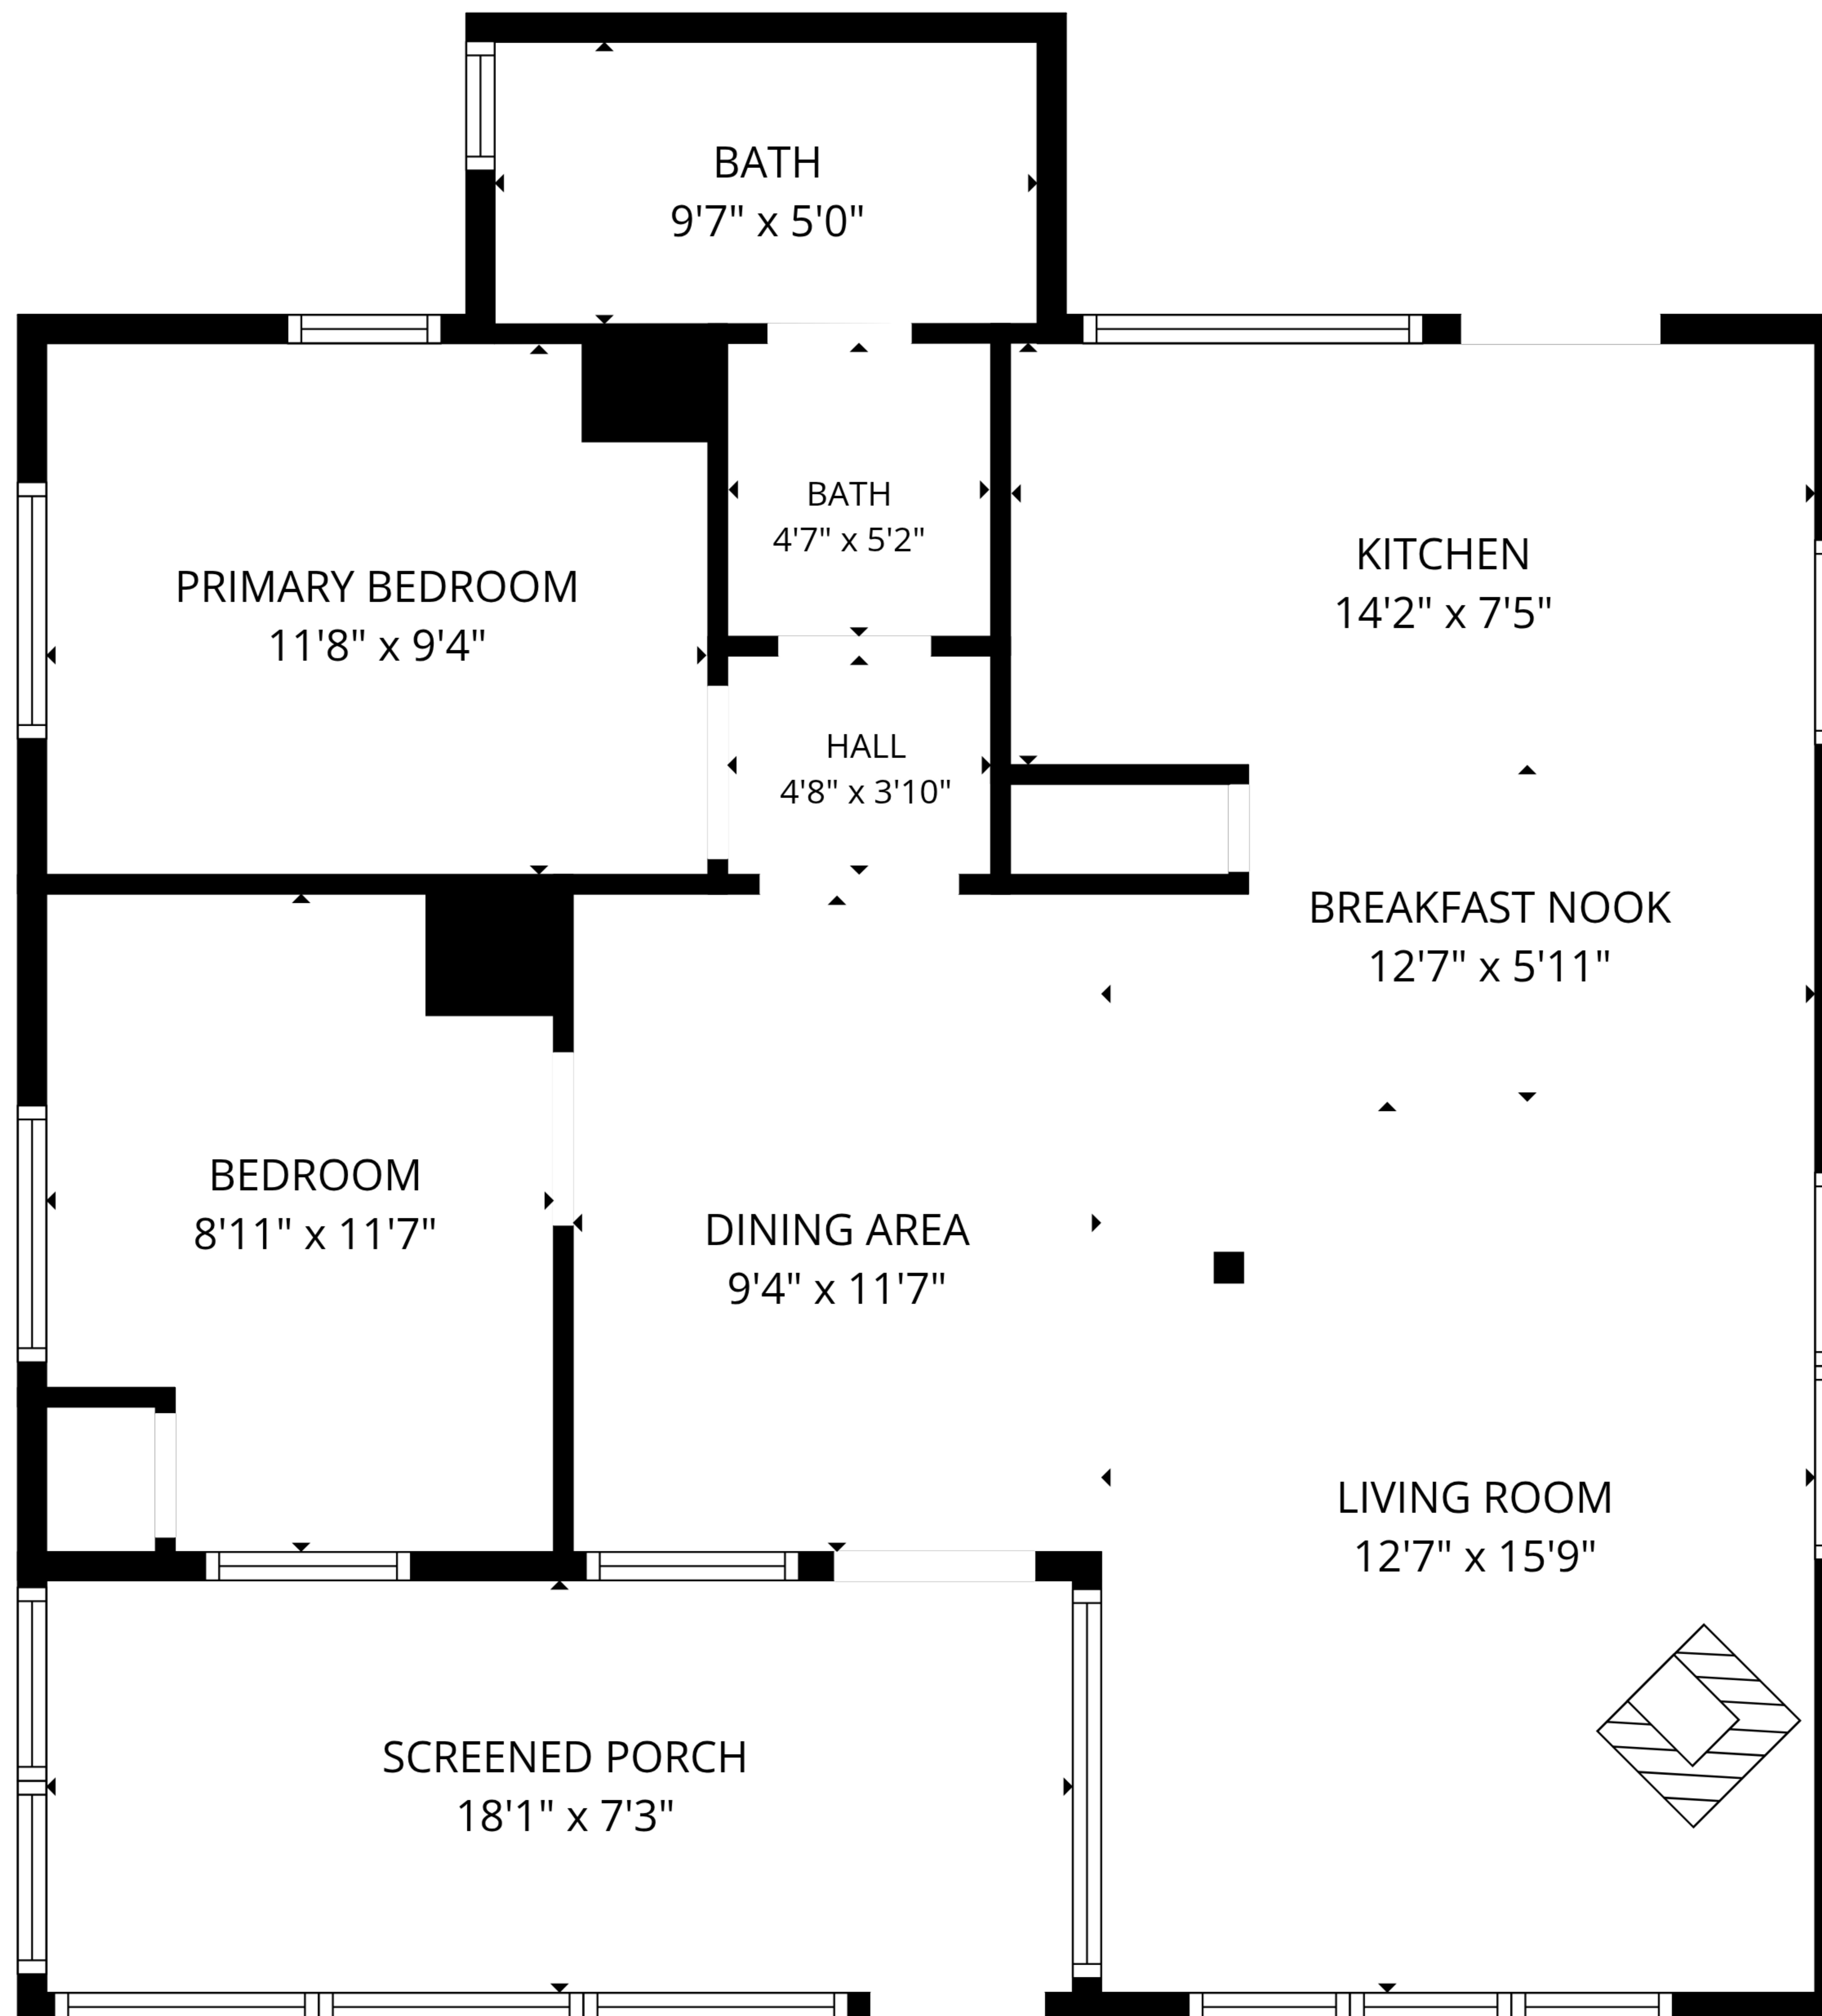 BATH
9'7" x 5'0"
BATH
4'7" x 5'2"
KITCHEN
14'2" x 7'5"
PRIMARY BEDROOM
11'8" x 9'4"
HALL
4'8" x 3'10"
BREAKFAST NOOK
12'7" x 5'11"
BEDROOM
8'11" x 11'7"
DINING AREA
9'4" x 11'7"
LIVING ROOM
12'7" x 15'9"
SCREENED PORCH
18'1" x 7'3"